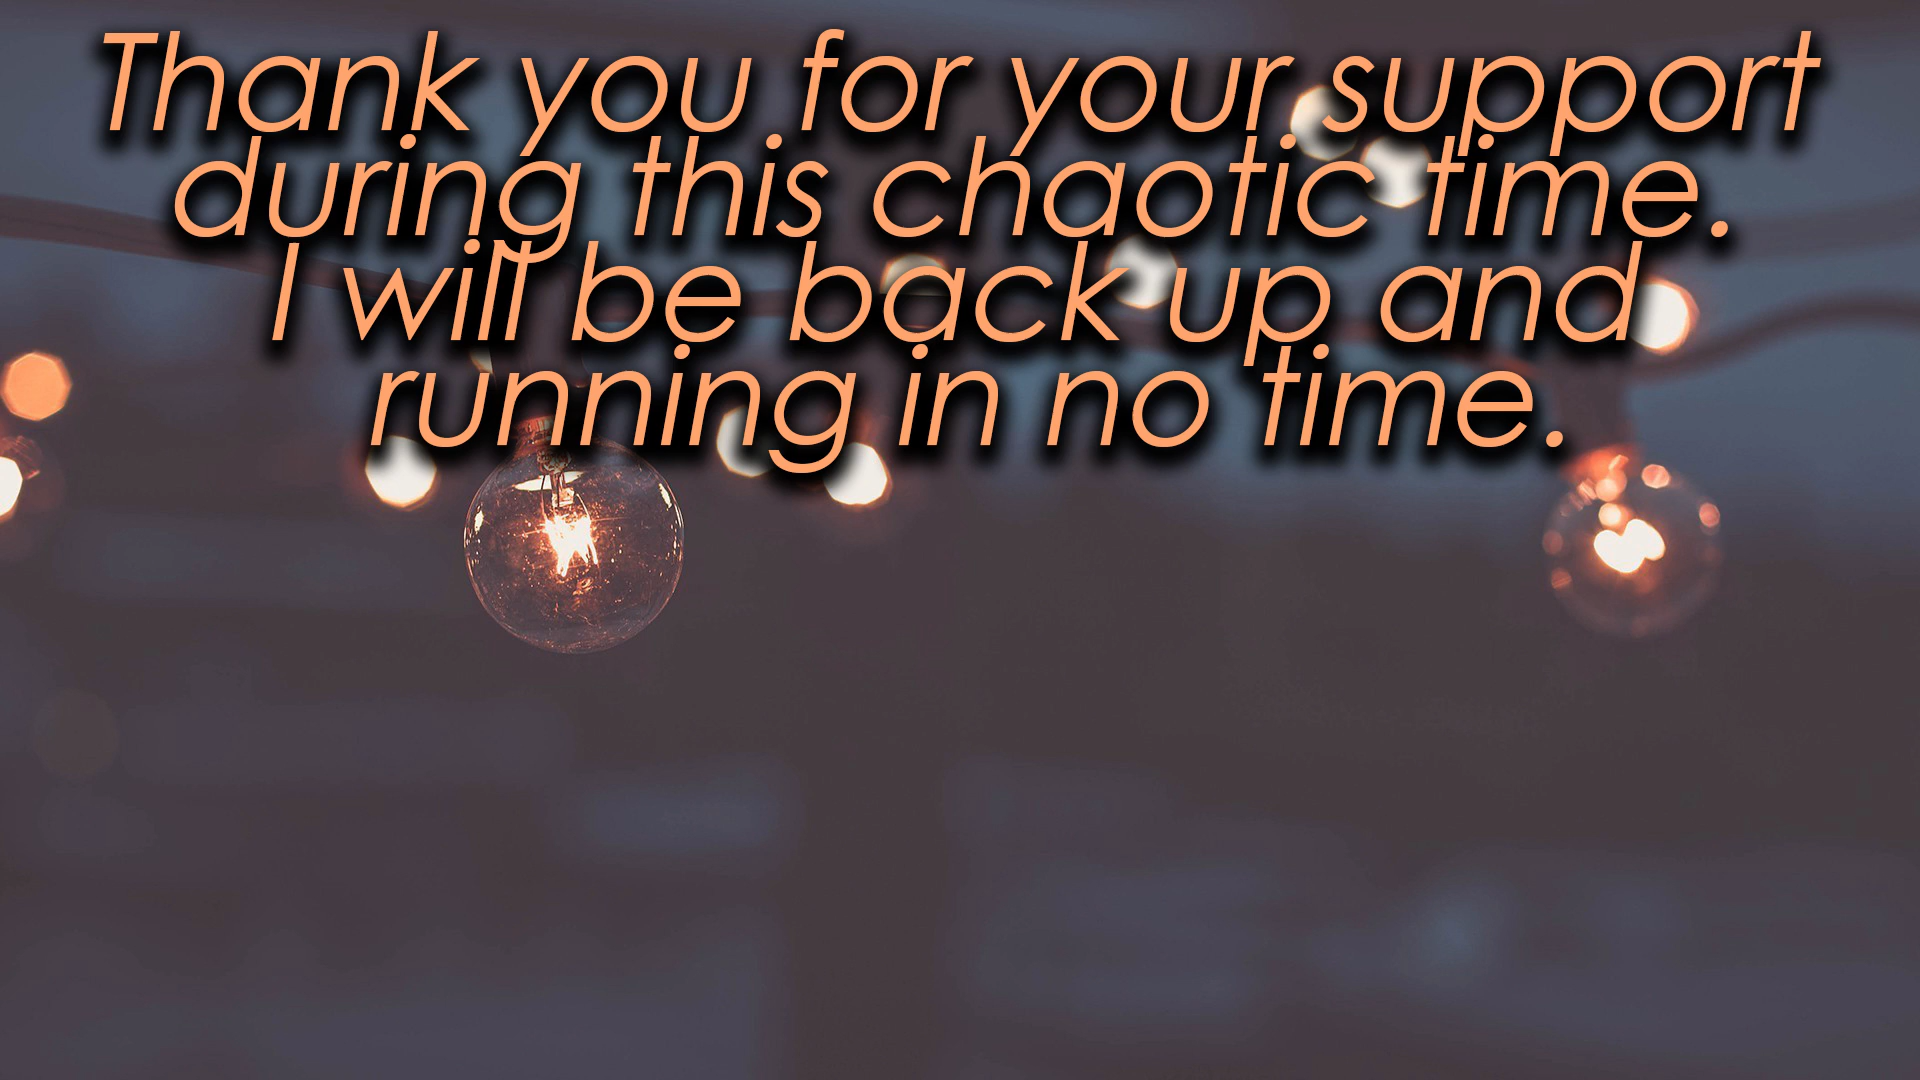 Thank you for your support
during this chaotic time.
I will be back up and
running in no time.